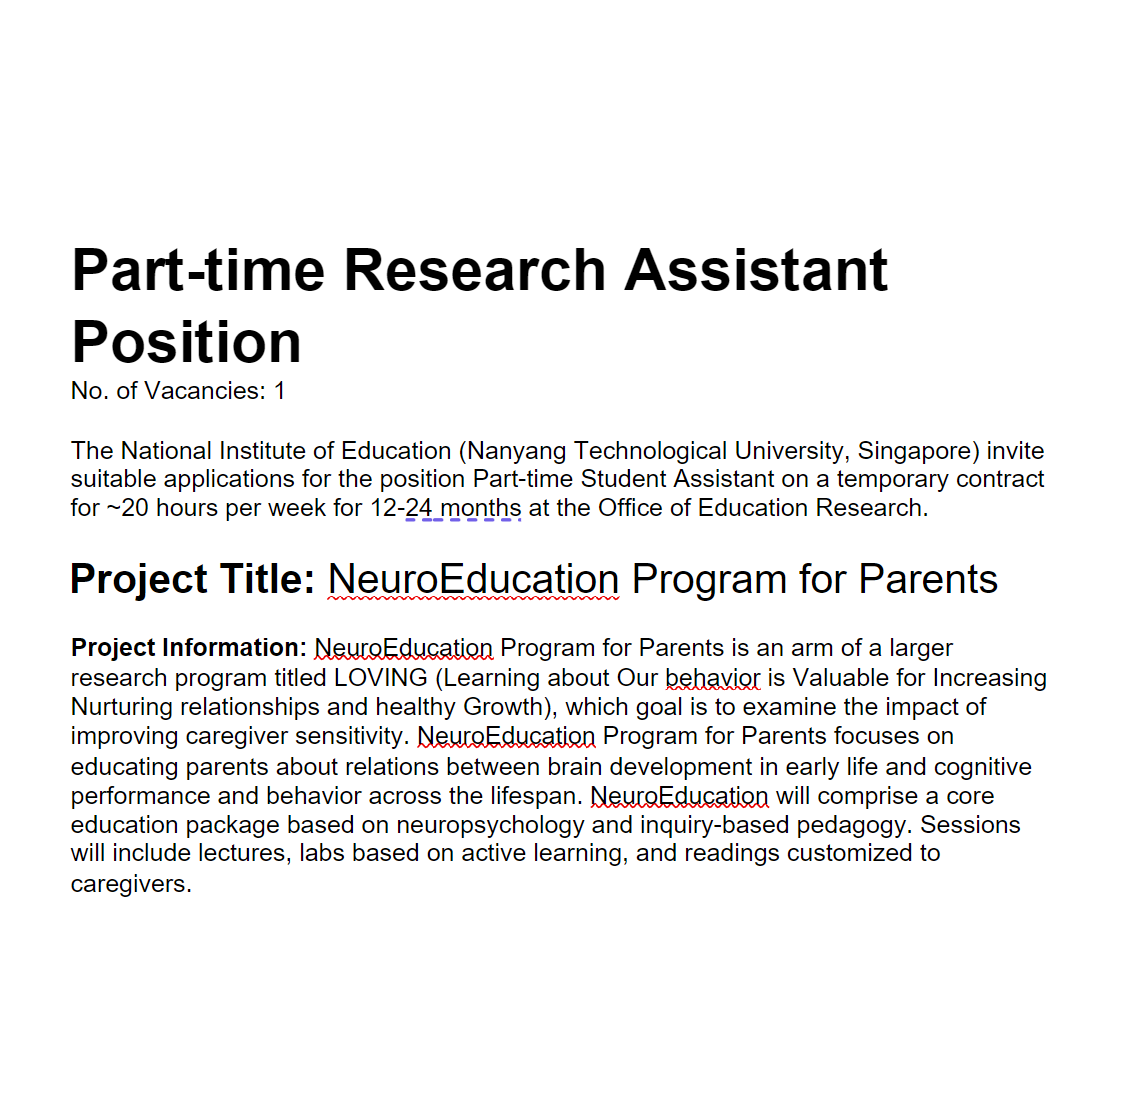 Part-time Research Assistant
Position
No. of Vacancies: 1
The National Institute of Education (Nanyang Technological University, Singapore) invite
suitable applications for the position Part-time Student Assistant on a temporary contract
for ~20 hours per week for 12-24 months at the Office of Education Research.
Project Title: NeuroEducation Program for Parents
Project Information: NeuroEducation Program for Parents is an arm of a larger
research program titled LOVING (Learning about Our behavior is Valuable for Increasing
Nurturing relationships and healthy Growth), which goal is to examine the impact of
improving caregiver sensitivity. NeuroEducation Program for Parents focuses on
educating parents about relations between brain development in early life and cognitive
performance and behavior across the lifespan. NeuroEducation will comprise a core
education package based on neuropsychology and inquiry-based pedagogy. Sessions
will include lectures, labs based on active learning, and readings customized to
caregivers.